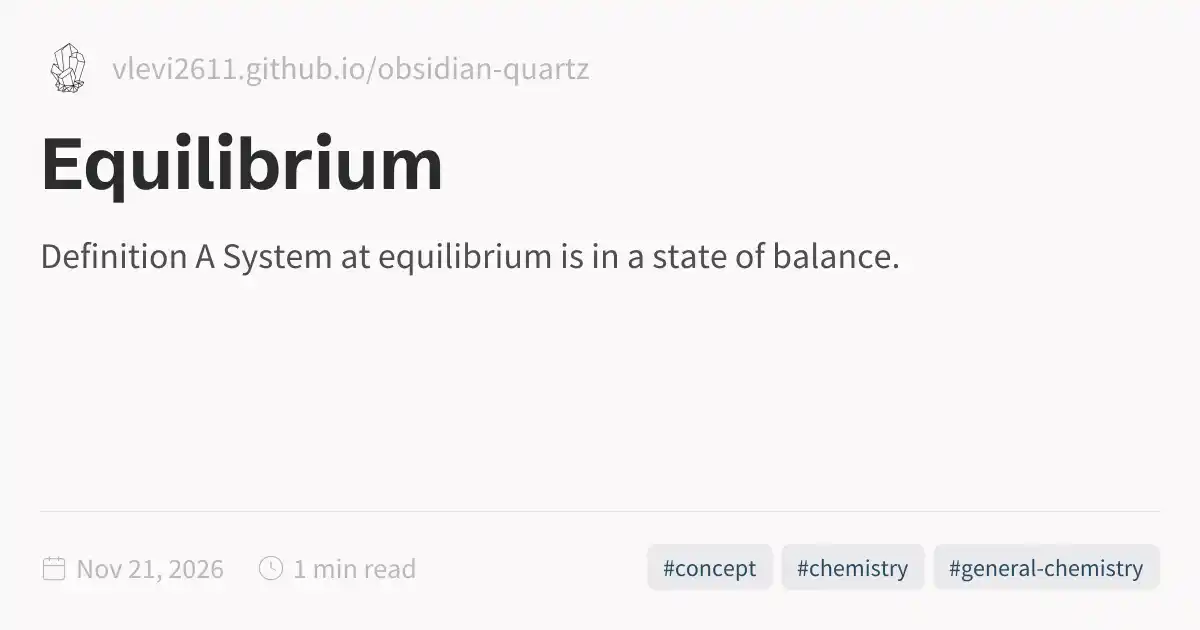 vlevi2611.github.io/obsidian-quartz
Equilibrium
Definition A System at equilibrium is in a state of balance.
Nov 21, 2026 1 min read #concept #chemistry #general-chemistry